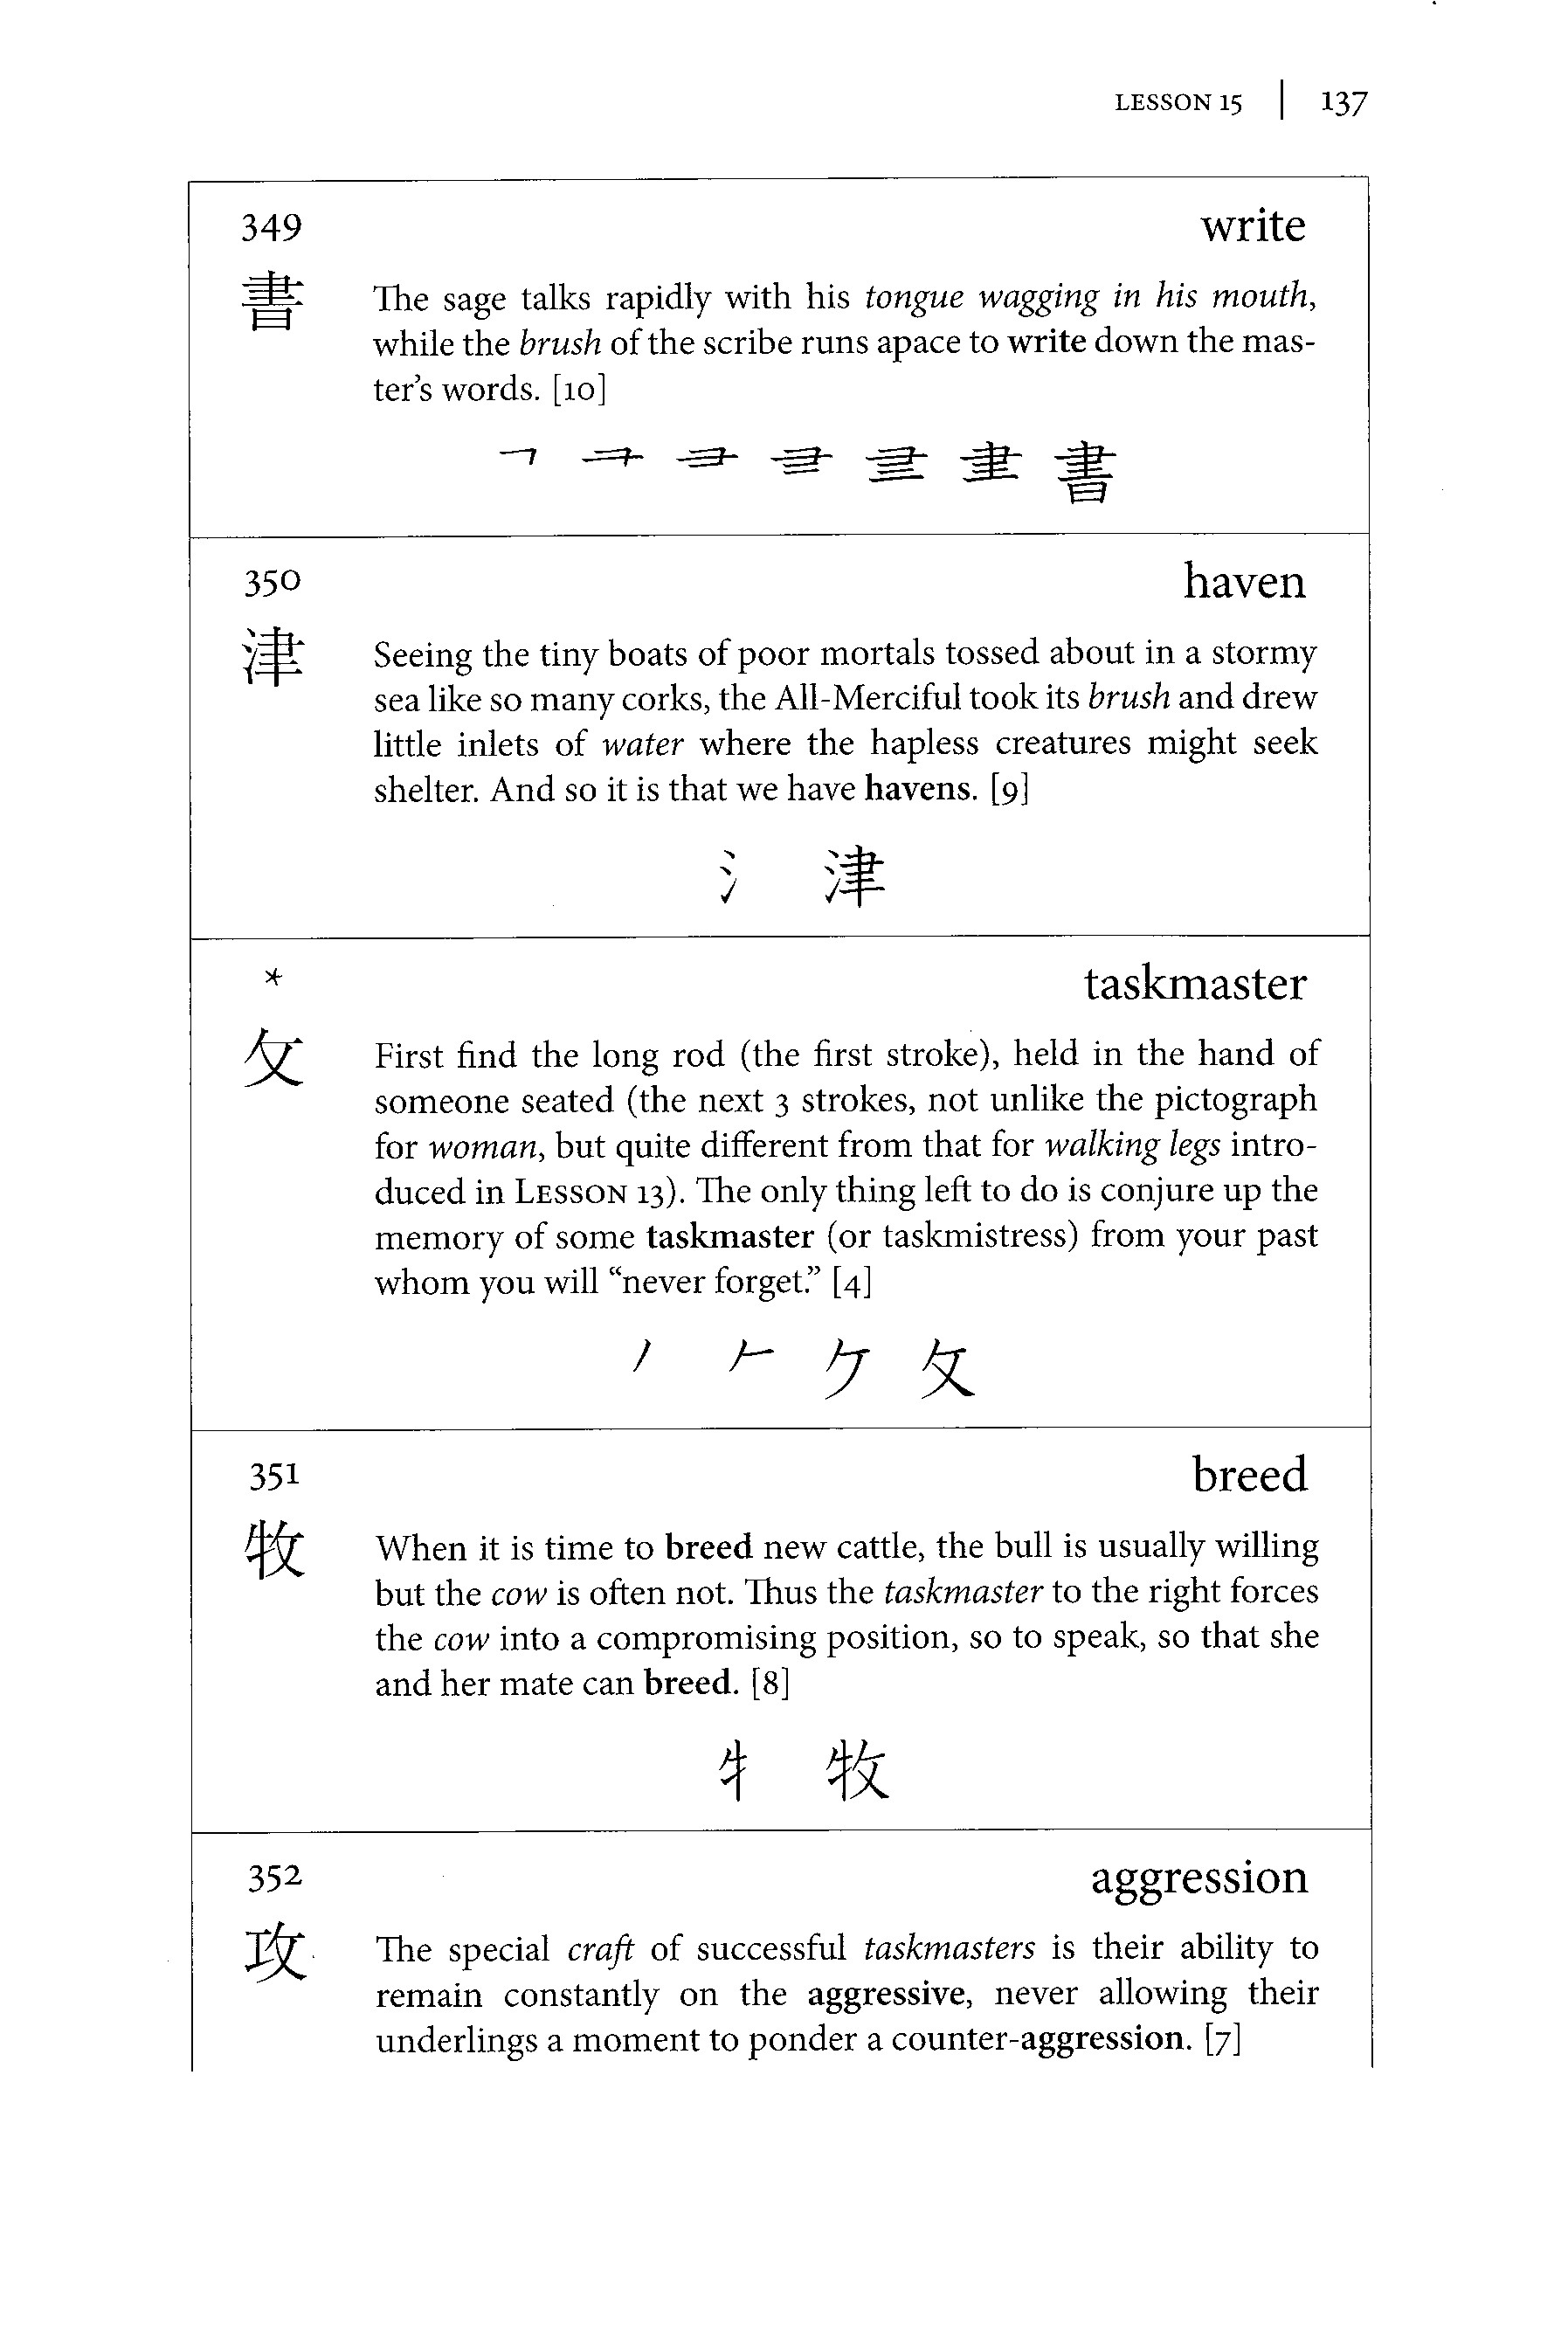 LESSON 15 | 137
349 write
書 The sage talks rapidly with his tongue wagging in his mouth,
while the brush of the scribe runs apace to write down the mas-
ter’s words. [10]
書
350 haven
津 Seeing the tiny boats of poor mortals tossed about in a stormy
sea like so many corks, the All-Merciful took its brush and drew
little inlets of water where the hapless creatures might seek
shelter. And so it is that we have havens. [9]
氵 津
* taskmaster
攵 First find the long rod (the first stroke), held in the hand of
someone seated (the next 3 strokes, not unlike the pictograph
for woman, but quite different from that for walking legs intro-
duced in LESSON 13). The only thing left to do is conjure up the
memory of some taskmaster (or taskmistress) from your past
whom you will “never forget.” [4]
丿 𠂉 ケ 攵
351 breed
牧 When it is time to breed new cattle, the bull is usually willing
but the cow is often not. Thus the taskmaster to the right forces
the cow into a compromising position, so to speak, so that she
and her mate can breed. [8]
牜 牧
352 aggression
攻 The special craft of successful taskmasters is their ability to
remain constantly on the aggressive, never allowing their
underlings a moment to ponder a counter-aggression. [7]